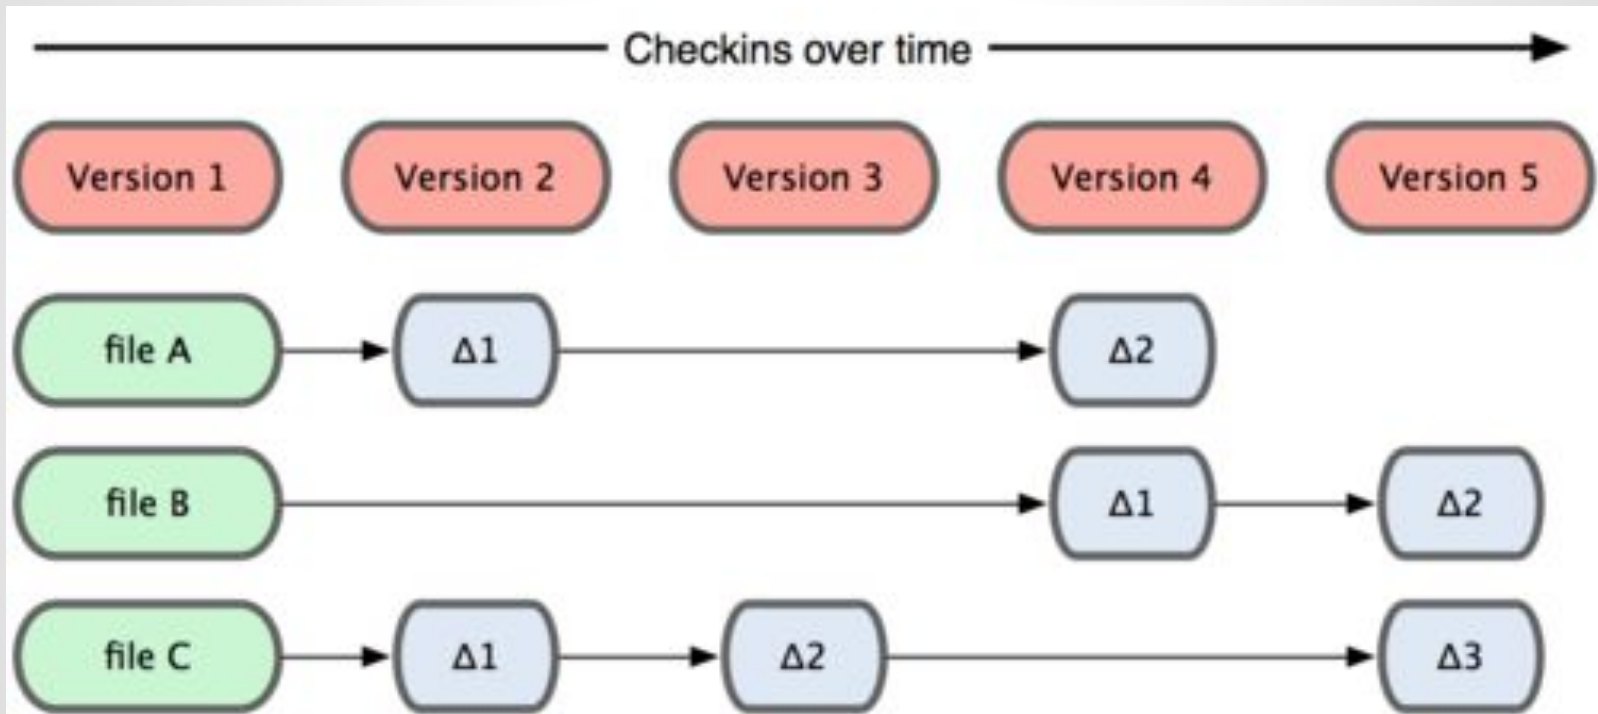 Checkins over time
Version 1 Version 2 Version 3 Version 4 Version 5
file A Δ1 Δ2
file B Δ1 Δ2
file C Δ1 Δ2 Δ3